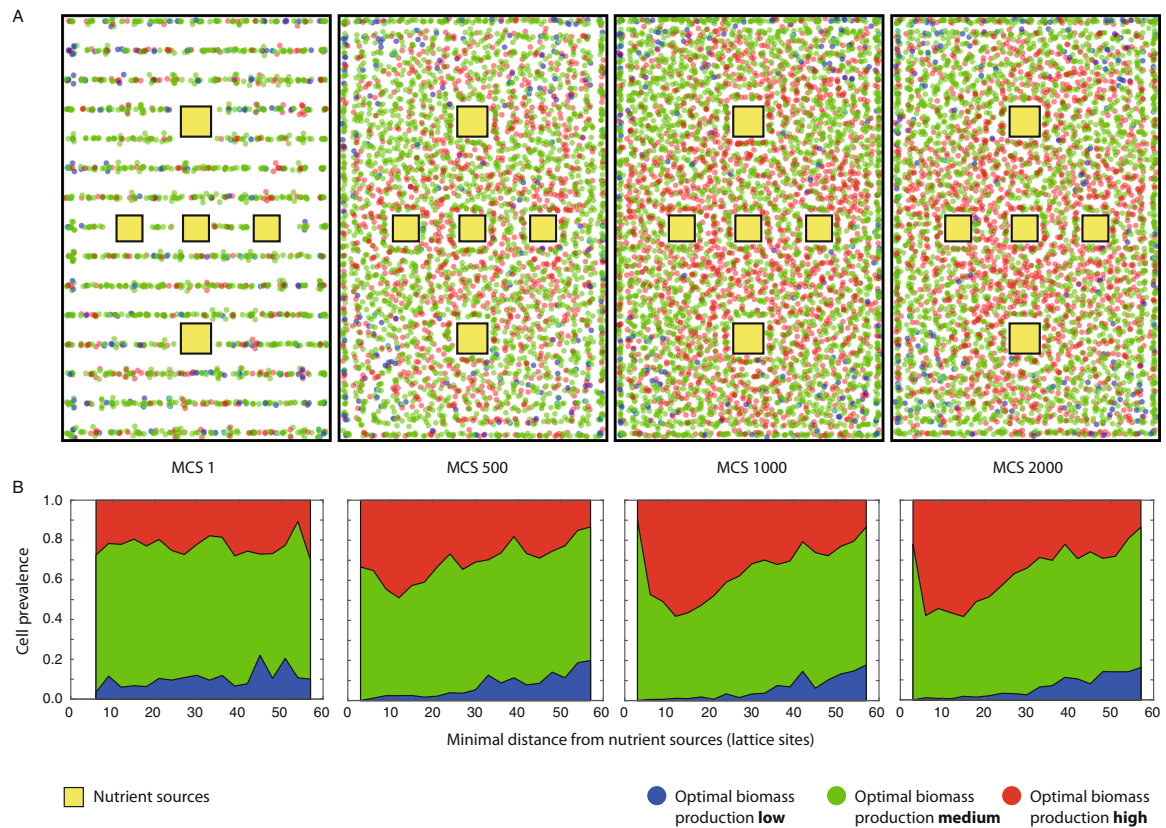 A
MCS 1 MCS 500 MCS 1000 MCS 2000
B
Cell prevalence
1.0
0.8
0.6
0.4
0.2
0.0
0 10 20 30 40 50 60 0 10 20 30 40 50 60 0 10 20 30 40 50 60 0 10 20 30 40 50 60
Minimal distance from nutrient sources (lattice sites)
Nutrient sources
Optimal biomass
production low
Optimal biomass
production medium
Optimal biomass
production high